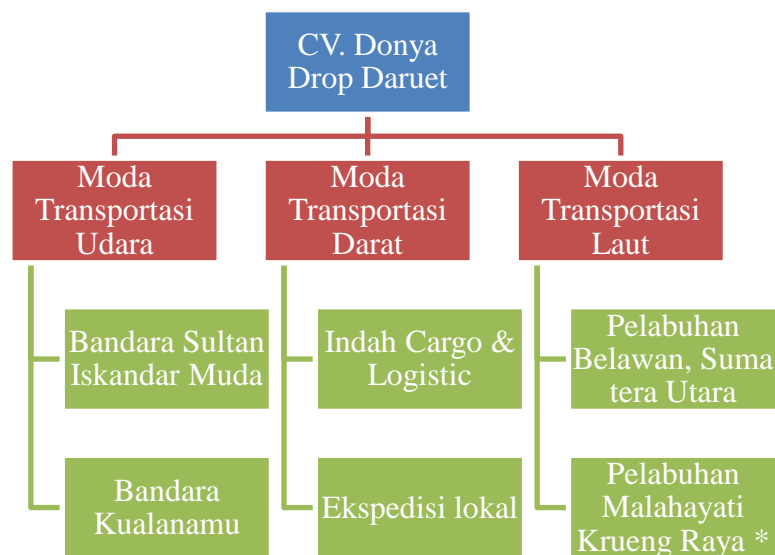 CV. Donya
Drop Daruet
Moda
Transportasi
Udara
Moda
Transportasi
Darat
Moda
Transportasi
Laut
Bandara Sultan
Iskandar Muda
Indah Cargo &
Logistic
Pelabuhan
Belawan, Suma
tera Utara
Bandara
Kualanamu
Ekspedisi lokal
Pelabuhan
Malahayati
Krueng Raya *